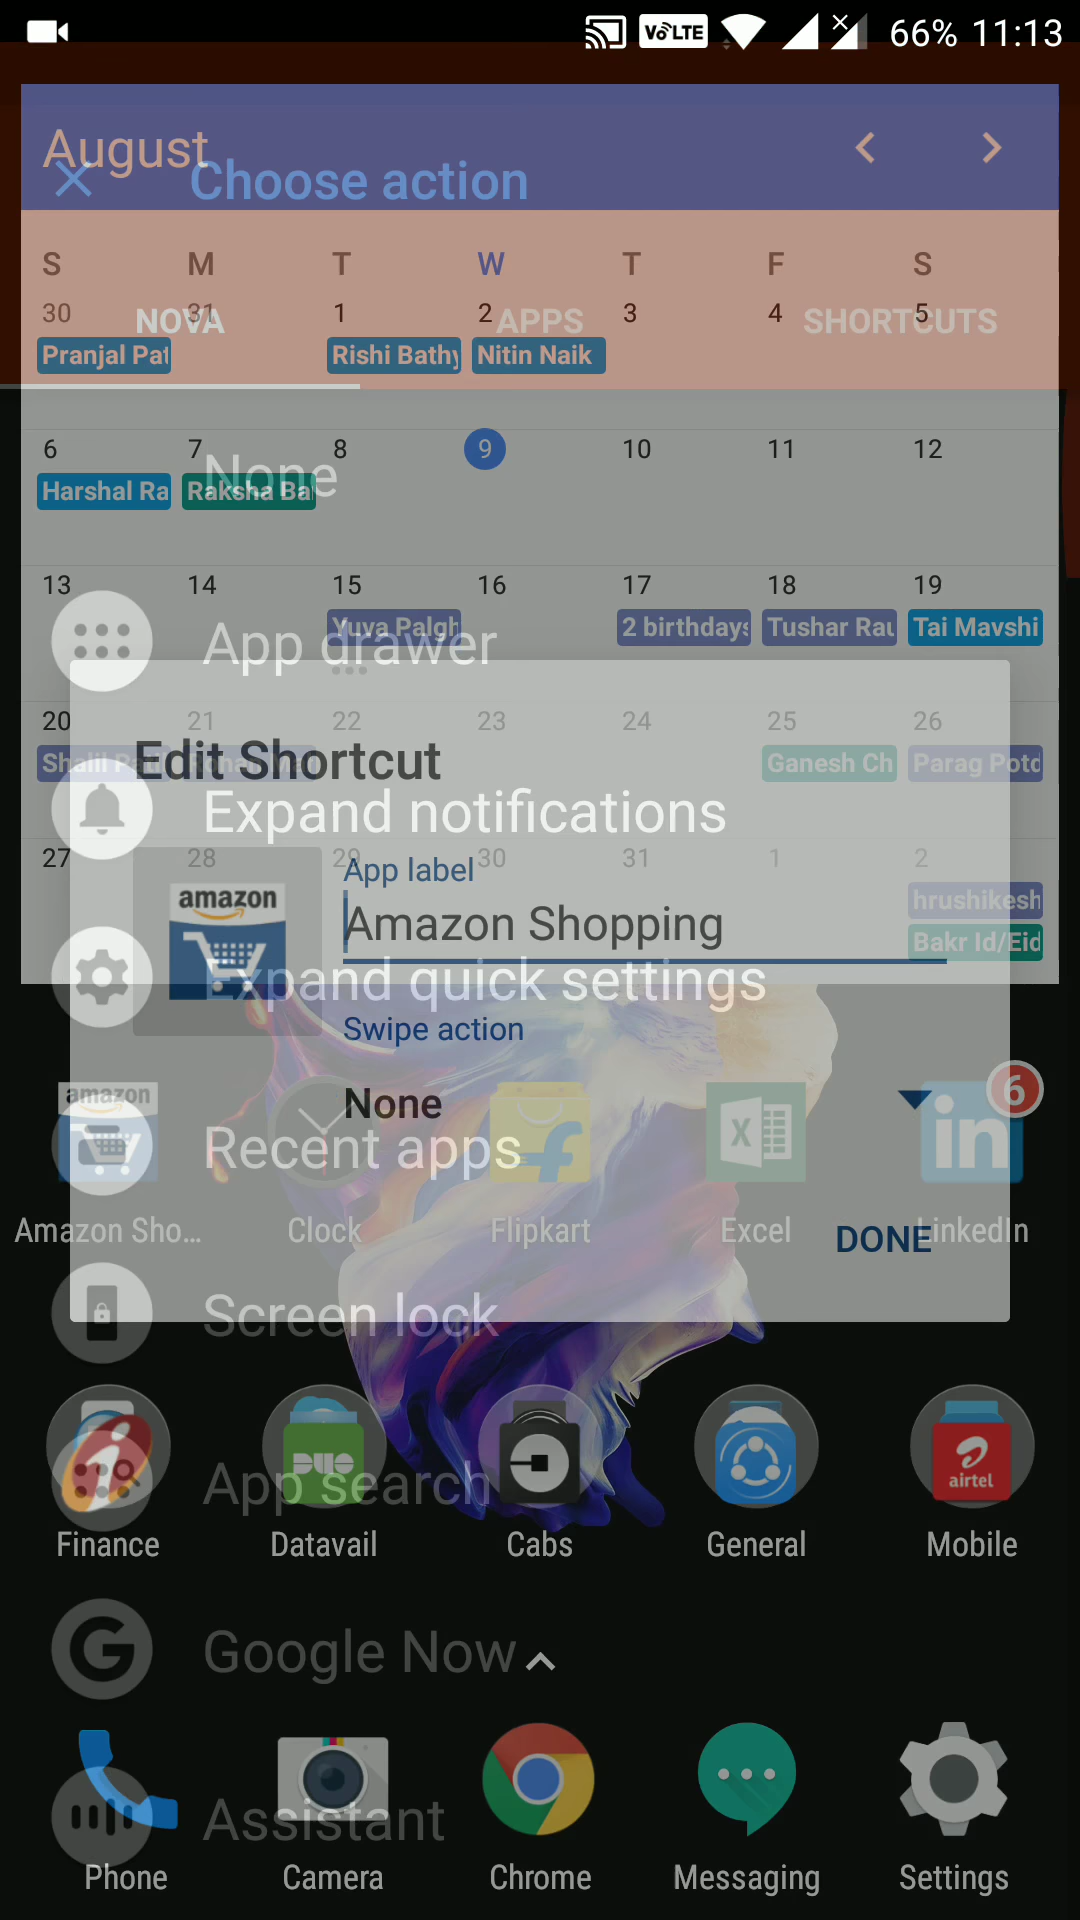 VoLTE 66% 11:13
August
Choose action
S M T W T F S
30 31 1 2 3 4 5
NOVA APPS SHORTCUTS
Pranjal Pat Rishi Bathy Nitin Naik
6 7 8 9 10 11 12
None
Harshal Ra Raksha Ba
13 14 15 16 17 18 19
Yuva Palgh 2 birthdays Tushar Rau Tai Mavshi
App drawer
20 21 22 23 24 25 26
Edit Shortcut
Ganesh Ch Parag Potd
Expand notifications
27 28 29 30 31 1 2
App label
amazon
hrushikesh
Amazon Shopping
Bakr Id/Eid
Expand quick settings
Swipe action
6
amazon
None
Recent apps
Amazon Sho... Clock Flipkart Excel LinkedIn
DONE
Screen lock
DUO
airtel
App search
Finance Datavail Cabs General Mobile
Google Now
Assistant
Phone Camera Chrome Messaging Settings